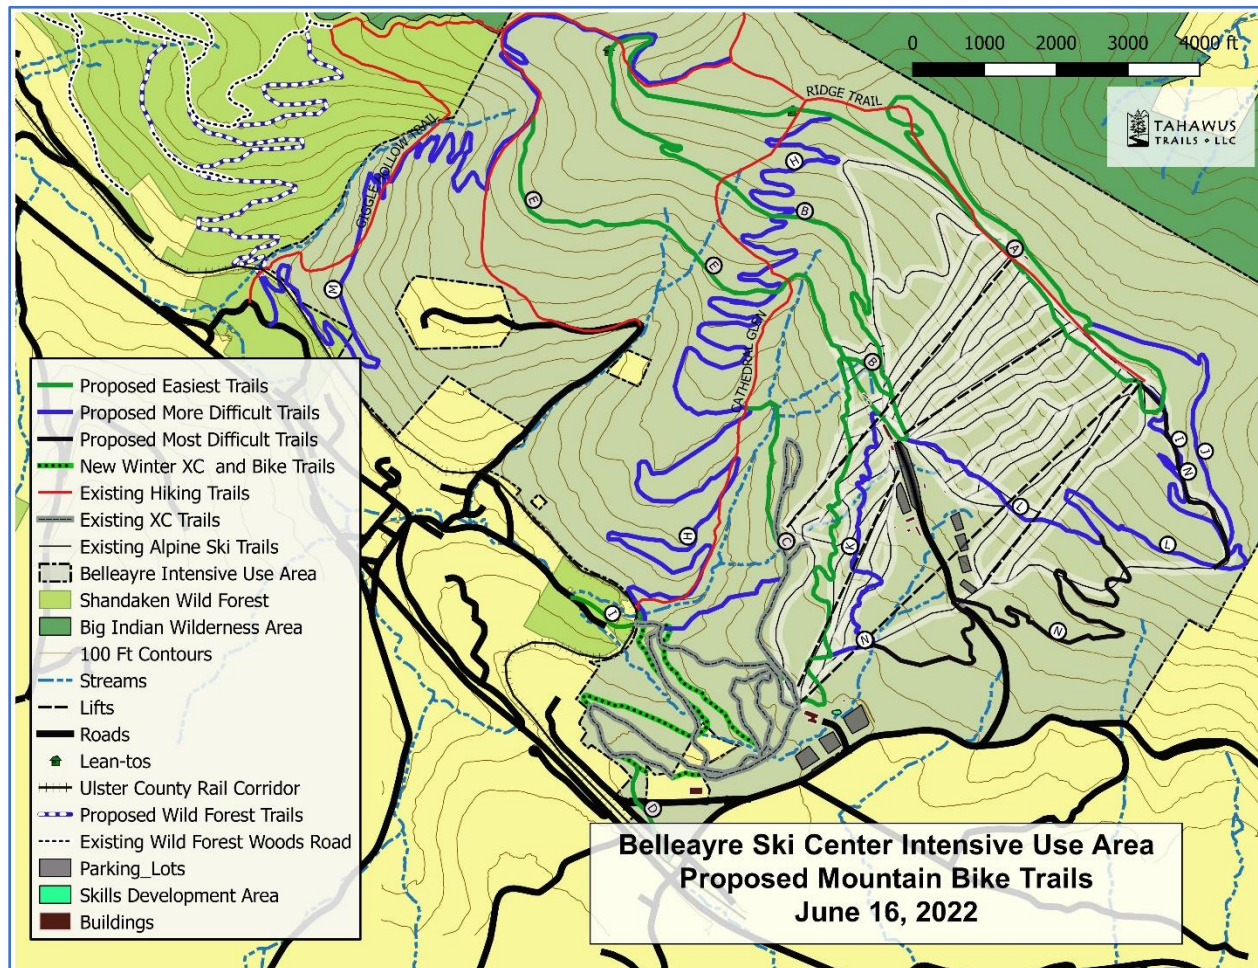 0 1000 2000 3000 4000 ft
RIDGE TRAIL
TAHAWUS
TRAILS • LLC
GIGGLE HOLLOW TRAIL
CATHEDRAL GLEN
H
B
E
A
E
M
B
I
N
J
L
L
H
C
K
I
N
N
D
Proposed Easiest Trails
Proposed More Difficult Trails
Proposed Most Difficult Trails
New Winter XC and Bike Trails
Existing Hiking Trails
Existing XC Trails
Existing Alpine Ski Trails
Belleayre Intensive Use Area
Shandaken Wild Forest
Big Indian Wilderness Area
100 Ft Contours
Streams
Lifts
Roads
Lean-tos
Ulster County Rail Corridor
Proposed Wild Forest Trails
Existing Wild Forest Woods Road
Parking_Lots
Skills Development Area
Buildings
Belleayre Ski Center Intensive Use Area
Proposed Mountain Bike Trails
June 16, 2022